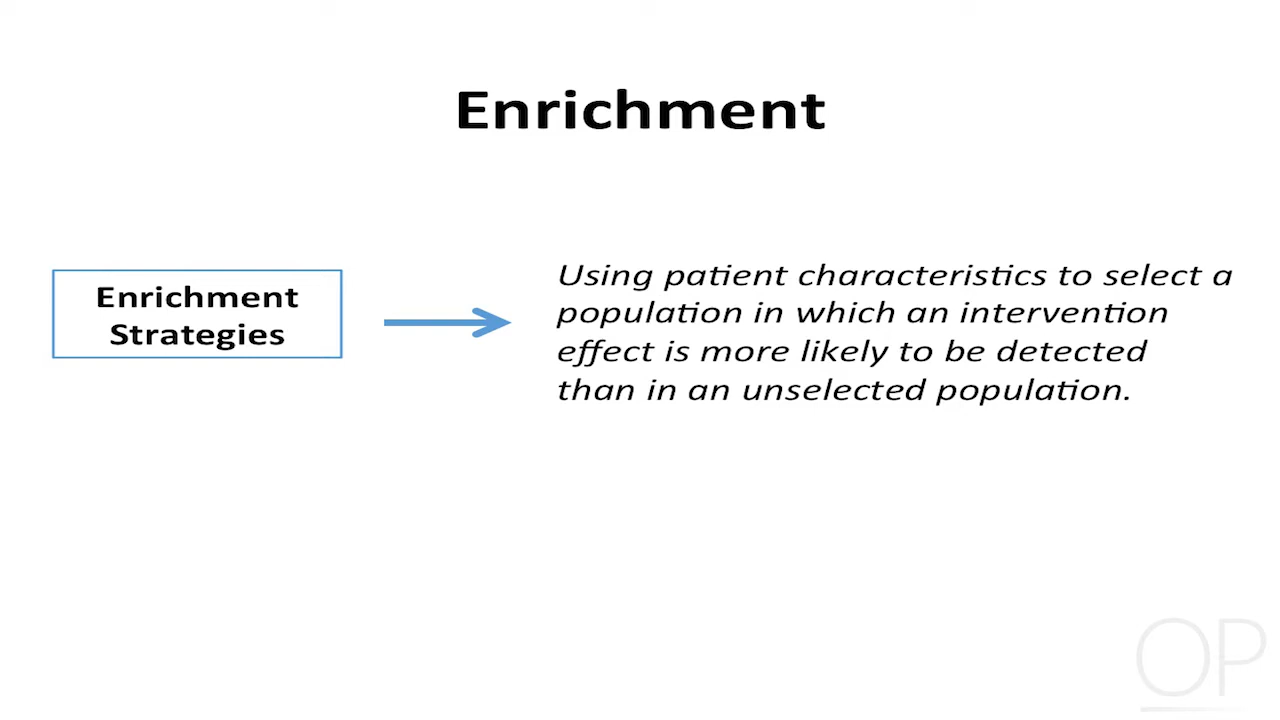 Enrichment
Enrichment
Strategies
Using patient characteristics to select a
population in which an intervention
effect is more likely to be detected
than in an unselected population.
OP